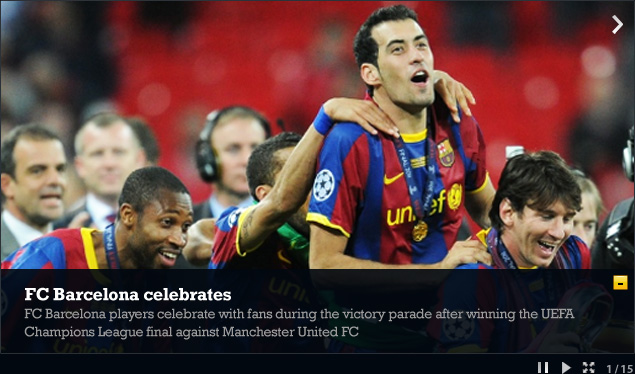 unicef
FC Barcelona celebrates
FC Barcelona players celebrate with fans during the victory parade after winning the UEFA
Champions League final against Manchester United FC
1 / 15